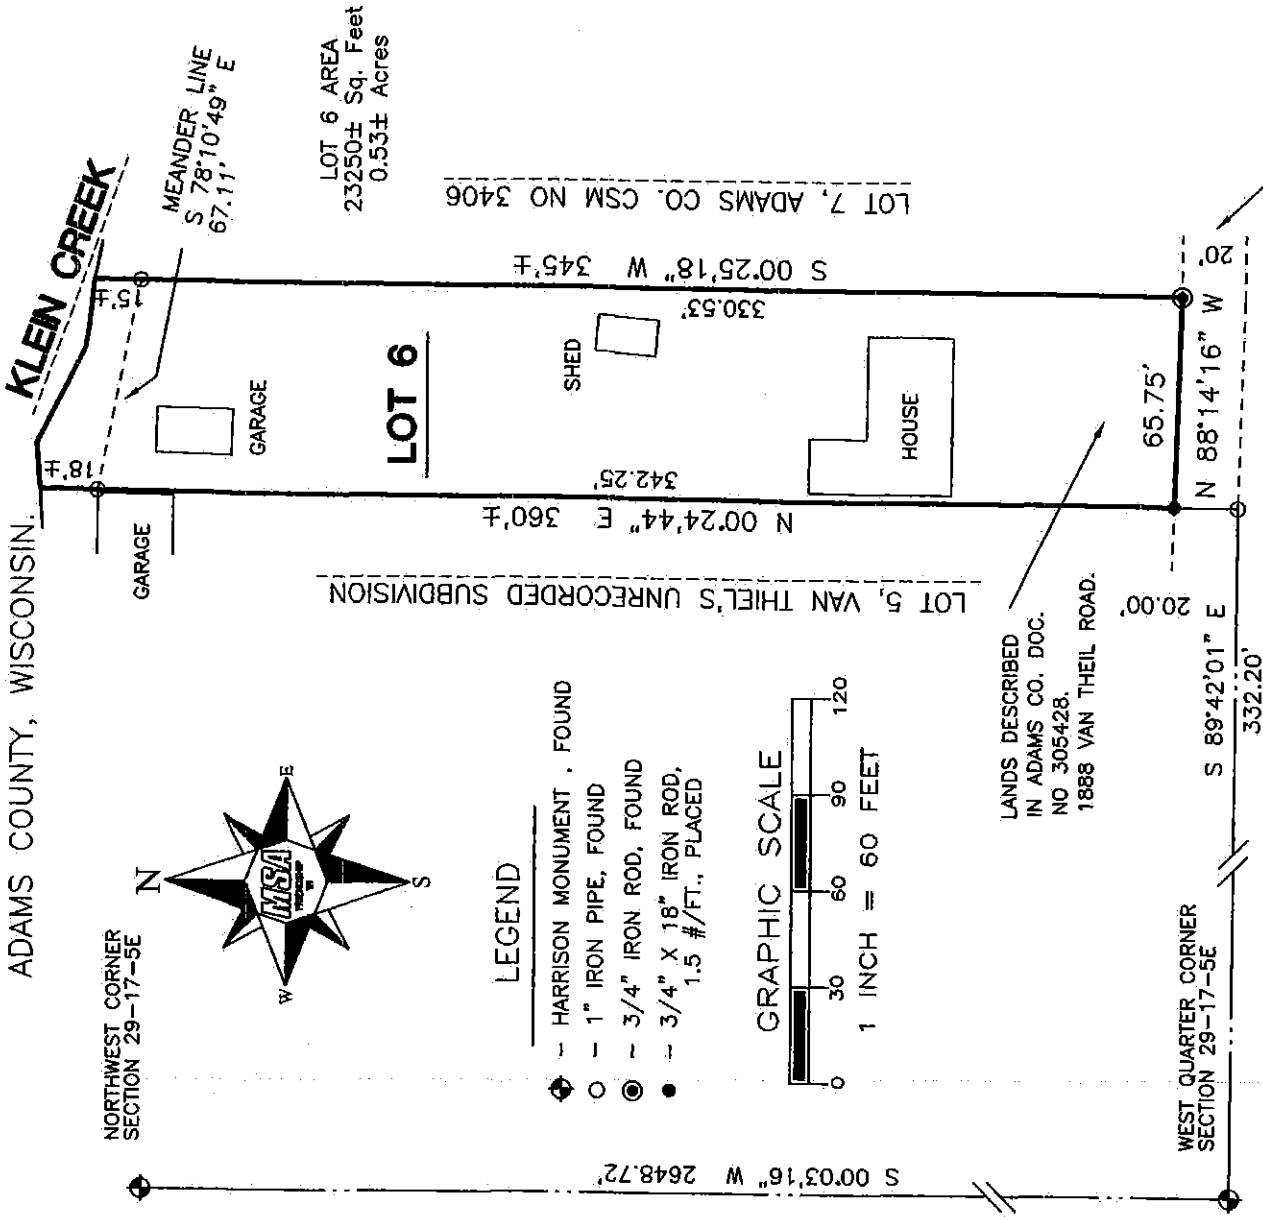 ADAMS COUNTY, WISCONSIN.
KLEIN CREEK
MEANDER LINE
S 78°10'49" E
67.11'
LOT 6 AREA
23250± Sq. Feet
0.53± Acres
18'±
15'±
GARAGE
GARAGE
LOT 6
SHED
HOUSE
N 00°24'44" E 360'±
342.25'
S 00°25'18" W 345'±
330.53'
LOT 7, ADAMS CO. CSM NO 3406
LOT 5, VAN THIEL'S UNRECORDED SUBDIVISION
65.75'
N 88°14'16" W
20'
20.00'
LANDS DESCRIBED
IN ADAMS CO. DOC.
NO 305428.
1888 VAN THEIL ROAD.
S 89°42'01" E
332.20'
NORTHWEST CORNER
SECTION 29-17-5E
N
E
S
W
MSA
LEGEND
- HARRISON MONUMENT , FOUND
- 1" IRON PIPE, FOUND
- 3/4" IRON ROD, FOUND
- 3/4" X 18" IRON ROD,
1.5 #/FT., PLACED
GRAPHIC SCALE
0 30 60 90 120
1 INCH = 60 FEET
WEST QUARTER CORNER
SECTION 29-17-5E
S 00°03'16" W 2648.72'